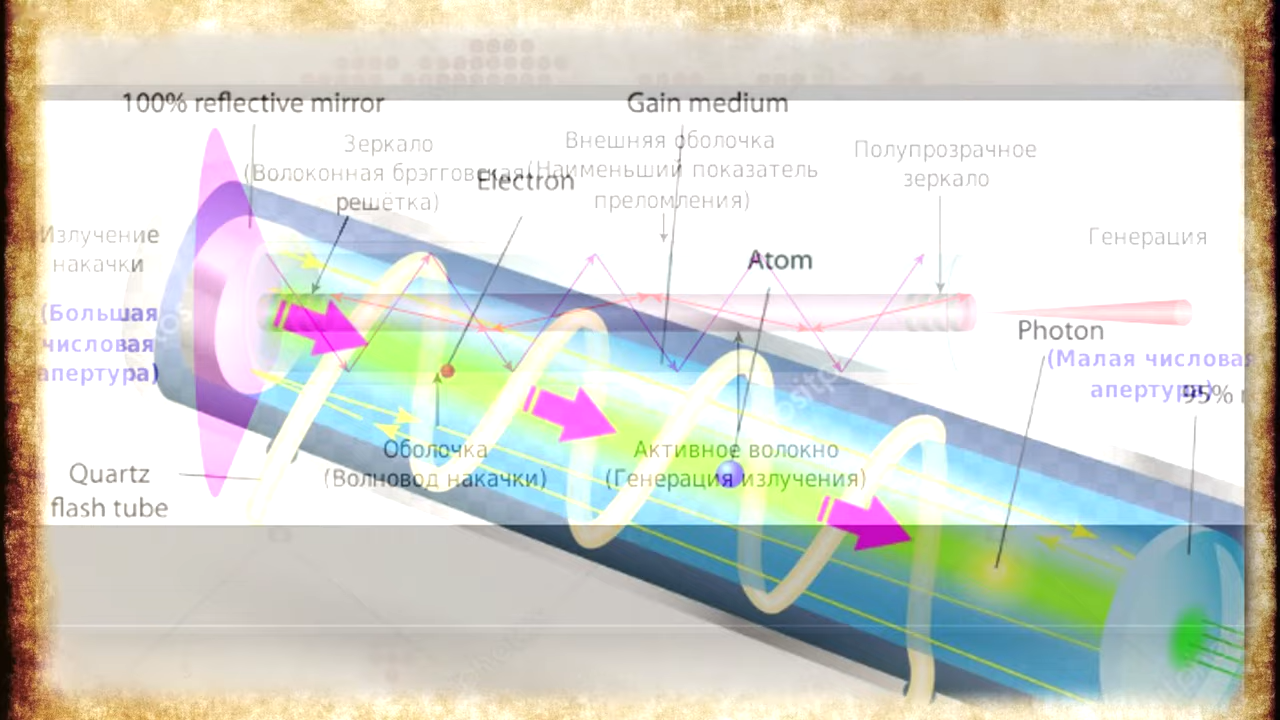 100% reflective mirror
Gain medium
Зеркало
(Волоконная брэгговская
решётка)
Electron
Внешняя оболочка
(Наименьший показатель
преломления)
Полупрозрачное
зеркало
Излучение
накачки
Генерация
Atom
(Большая
числовая
апертура)
Photon
(Малая числовая
апертура)
95%
Оболочка
(Волновод накачки)
Активное волокно
(Генерация излучения)
Quartz
flash tube